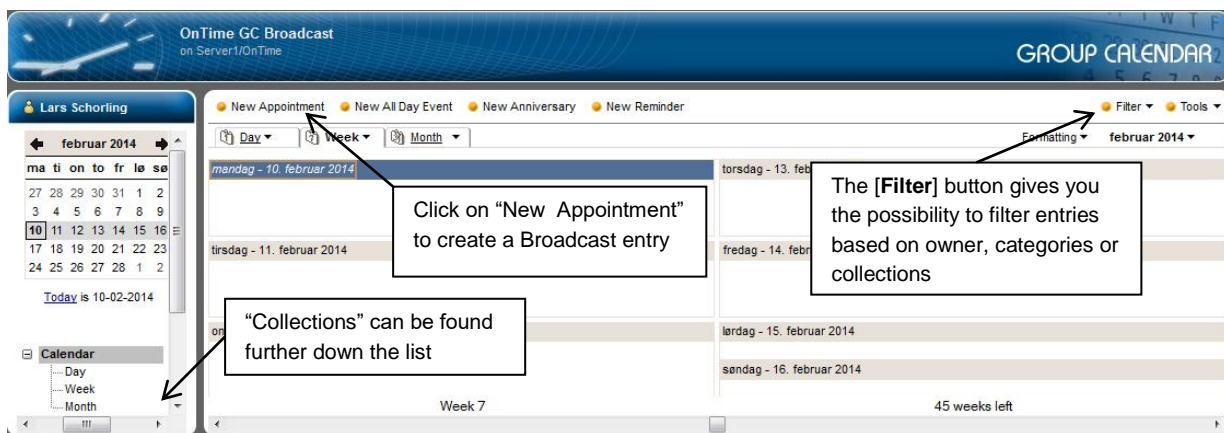 OnTime GC Broadcast
on Server1/OnTime
GROUP CALENDAR
Lars Schorling
New Appointment New All Day Event New Anniversary New Reminder
Filter Tools
Day Week Month
Formatting februar 2014
februar 2014
ma ti on to fr lø sø
27 28 29 30 31 1 2
3 4 5 6 7 8 9
10 11 12 13 14 15 16
17 18 19 20 21 22 23
24 25 26 27 28 1 2
Today is 10-02-2014
Calendar
Day
Week
Month
mandag - 10. februar 2014
torsdag - 13. feb
tirsdag - 11. februar 2014
fredag - 14. febr
on
lørdag - 15. februar 2014
søndag - 16. februar 2014
Week 7
45 weeks left
Click on “New Appointment”
to create a Broadcast entry
The [Filter] button gives you
the possibility to filter entries
based on owner, categories or
collections
“Collections” can be found
further down the list